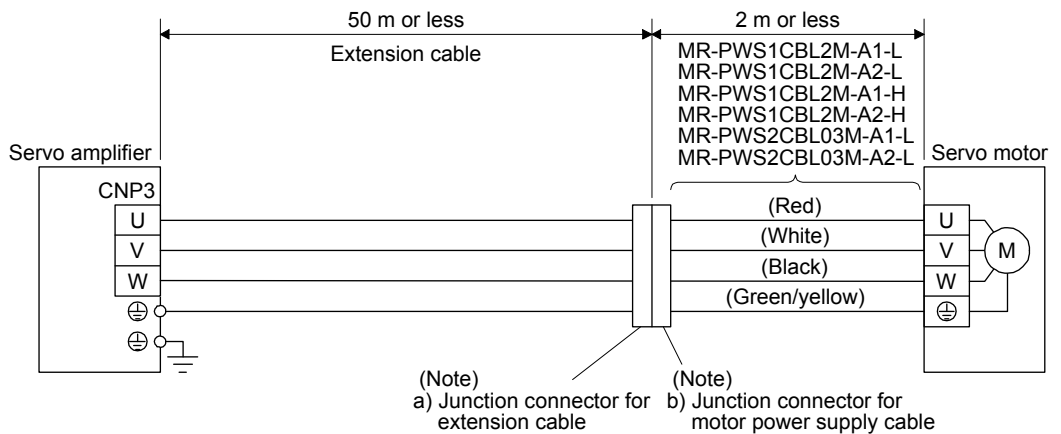 50 m or less
Extension cable
2 m or less
MR-PWS1CBL2M-A1-L
MR-PWS1CBL2M-A2-L
MR-PWS1CBL2M-A1-H
MR-PWS1CBL2M-A2-H
MR-PWS2CBL03M-A1-L
MR-PWS2CBL03M-A2-L
Servo amplifier
Servo motor
CNP3
U
V
W
(Red)
(White)
(Black)
(Green/yellow)
U
V
W
M
(Note)
a) Junction connector for
extension cable
(Note)
b) Junction connector for
motor power supply cable